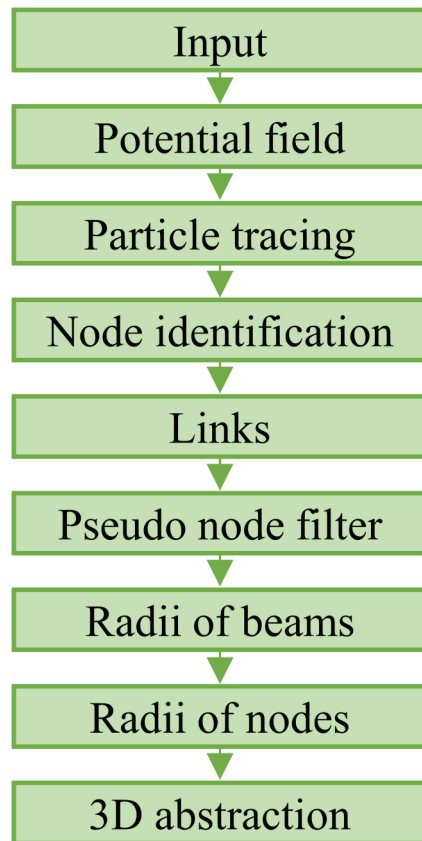 Input
Potential field
Particle tracing
Node identification
Links
Pseudo node filter
Radii of beams
Radii of nodes
3D abstraction